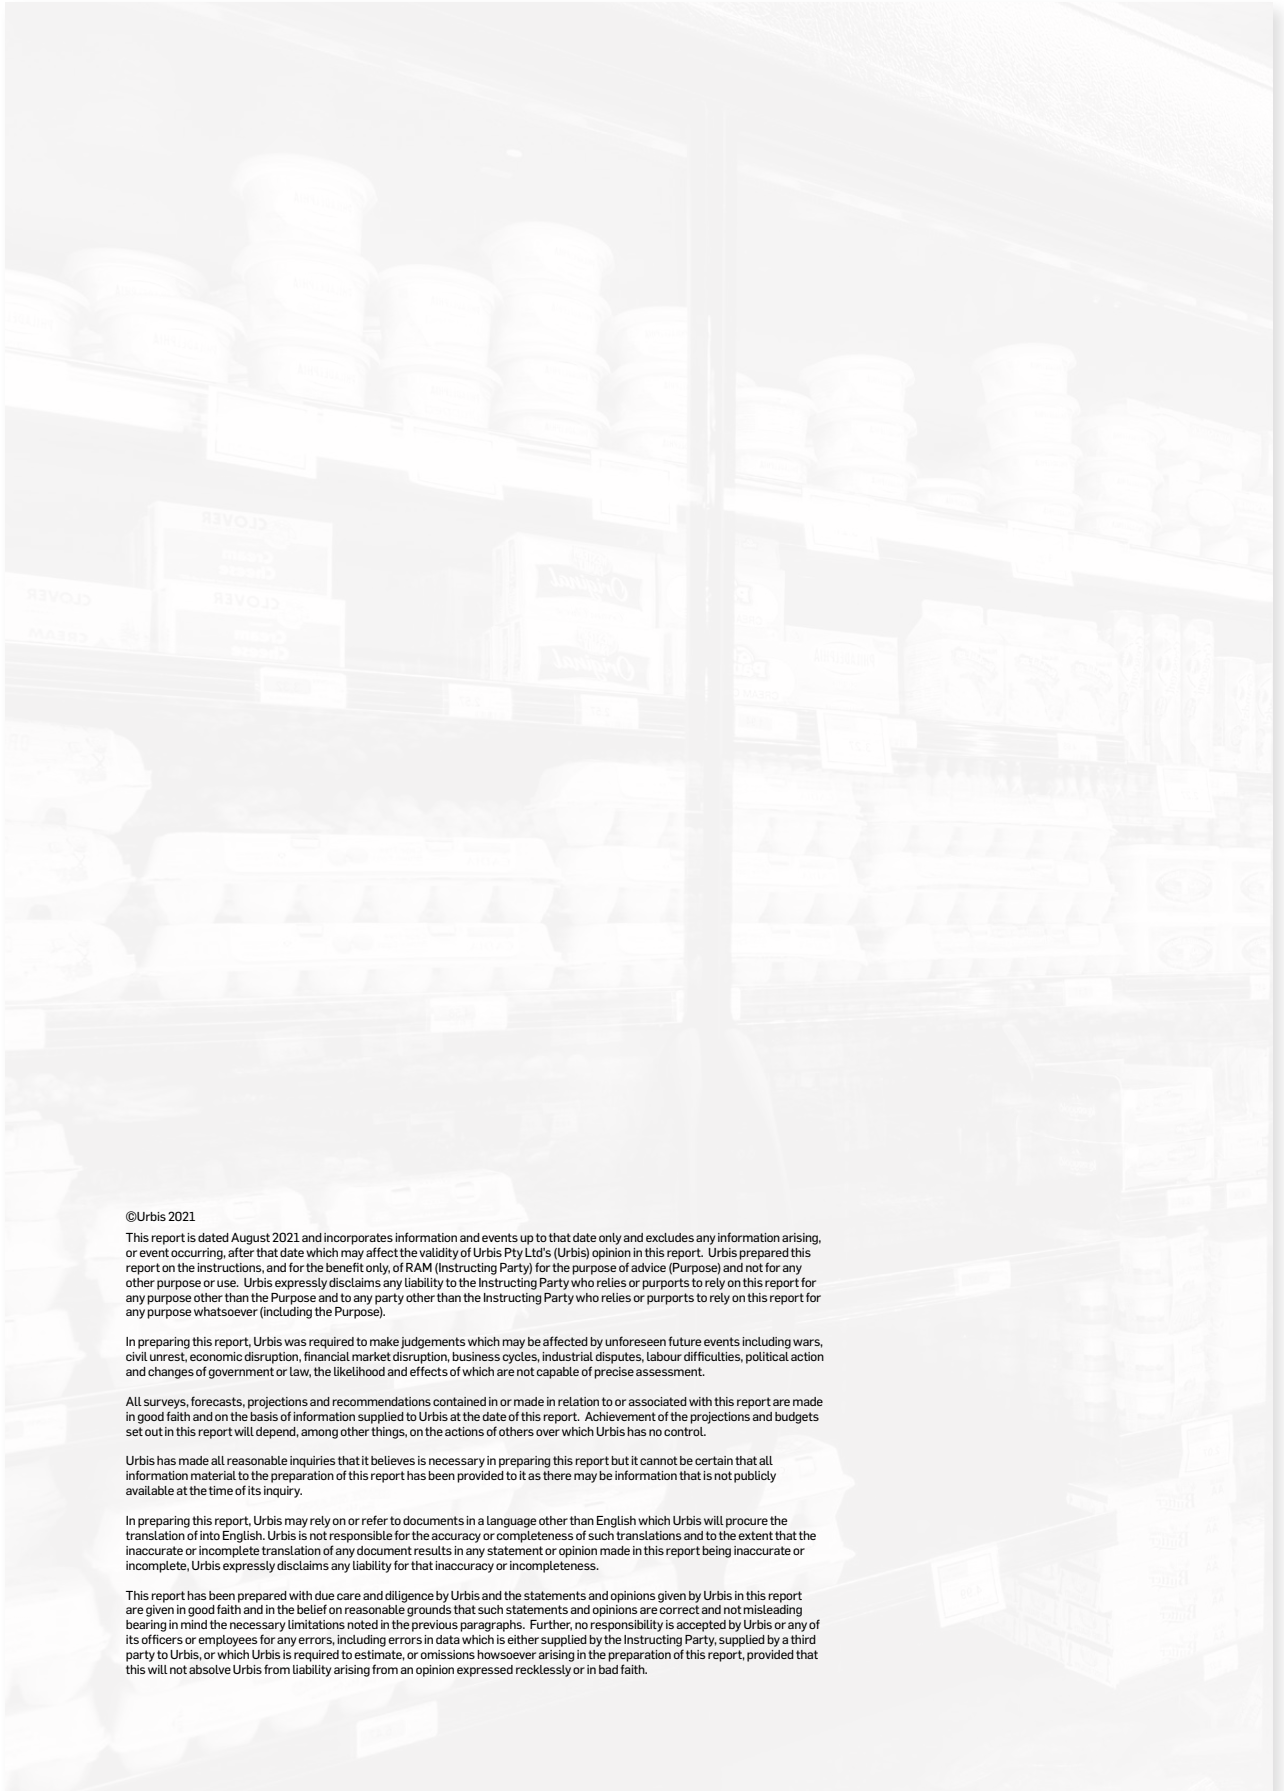 CLOVER
Cream
Cheese
CLOVER
CLOVER
Cream
Cheese
CREAM
Original
Original
©Urbis 2021
This report is dated August 2021 and incorporates information and events up to that date only and excludes any information arising,
or event occurring, after that date which may affect the validity of Urbis Pty Ltd's (Urbis) opinion in this report. Urbis prepared this
report on the instructions, and for the benefit only, of RAM (Instructing Party) for the purpose of advice (Purpose) and not for any
other purpose or use. Urbis expressly disclaims any liability to the Instructing Party who relies or purports to rely on this report for
any purpose other than the Purpose and to any party other than the Instructing Party who relies or purports to rely on this report for
any purpose whatsoever (including the Purpose).
In preparing this report, Urbis was required to make judgements which may be affected by unforeseen future events including wars,
civil unrest, economic disruption, financial market disruption, business cycles, industrial disputes, labour difficulties, political action
and changes of government or law, the likelihood and effects of which are not capable of precise assessment.
All surveys, forecasts, projections and recommendations contained in or made in relation to or associated with this report are made
in good faith and on the basis of information supplied to Urbis at the date of this report. Achievement of the projections and budgets
set out in this report will depend, among other things, on the actions of others over which Urbis has no control.
Urbis has made all reasonable inquiries that it believes is necessary in preparing this report but it cannot be certain that all
information material to the preparation of this report has been provided to it as there may be information that is not publicly
available at the time of its inquiry.
In preparing this report, Urbis may rely on or refer to documents in a language other than English which Urbis will procure the
translation of into English. Urbis is not responsible for the accuracy or completeness of such translations and to the extent that the
inaccurate or incomplete translation of any document results in any statement or opinion made in this report being inaccurate or
incomplete, Urbis expressly disclaims any liability for that inaccuracy or incompleteness.
This report has been prepared with due care and diligence by Urbis and the statements and opinions given by Urbis in this report
are given in good faith and in the belief on reasonable grounds that such statements and opinions are correct and not misleading
bearing in mind the necessary limitations noted in the previous paragraphs. Further, no responsibility is accepted by Urbis or any of
its officers or employees for any errors, including errors in data which is either supplied by the Instructing Party, supplied by a third
party to Urbis, or which Urbis is required to estimate, or omissions howsoever arising in the preparation of this report, provided that
this will not absolve Urbis from liability arising from an opinion expressed recklessly or in bad faith.